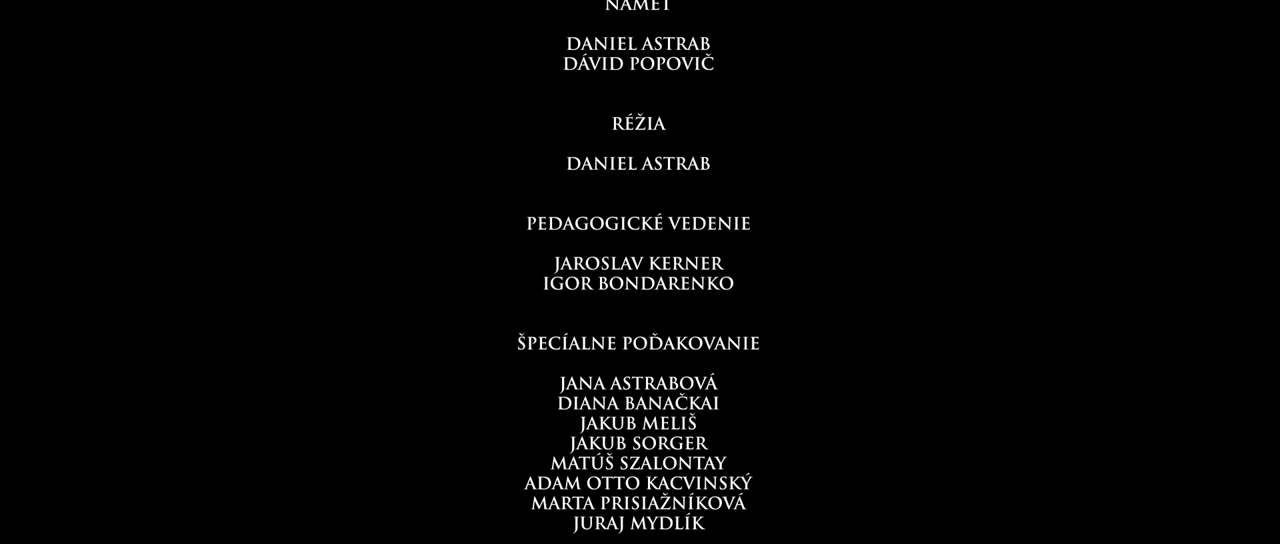 NÁMET
DANIEL ASTRAB
DÁVID POPOVIČ
RÉŽIA
DANIEL ASTRAB
PEDAGOGICKÉ VEDENIE
JAROSLAV KERNER
IGOR BONDARENKO
ŠPECÍALNE POĎAKOVANIE
JANA ASTRABOVÁ
DIANA BANAČKAI
JAKUB MELIŠ
JAKUB SORGER
MATÚŠ SZALONTAY
ADAM OTTO KACVINSKÝ
MARTA PRISIAŽNÍKOVÁ
JURAJ MYDLÍK